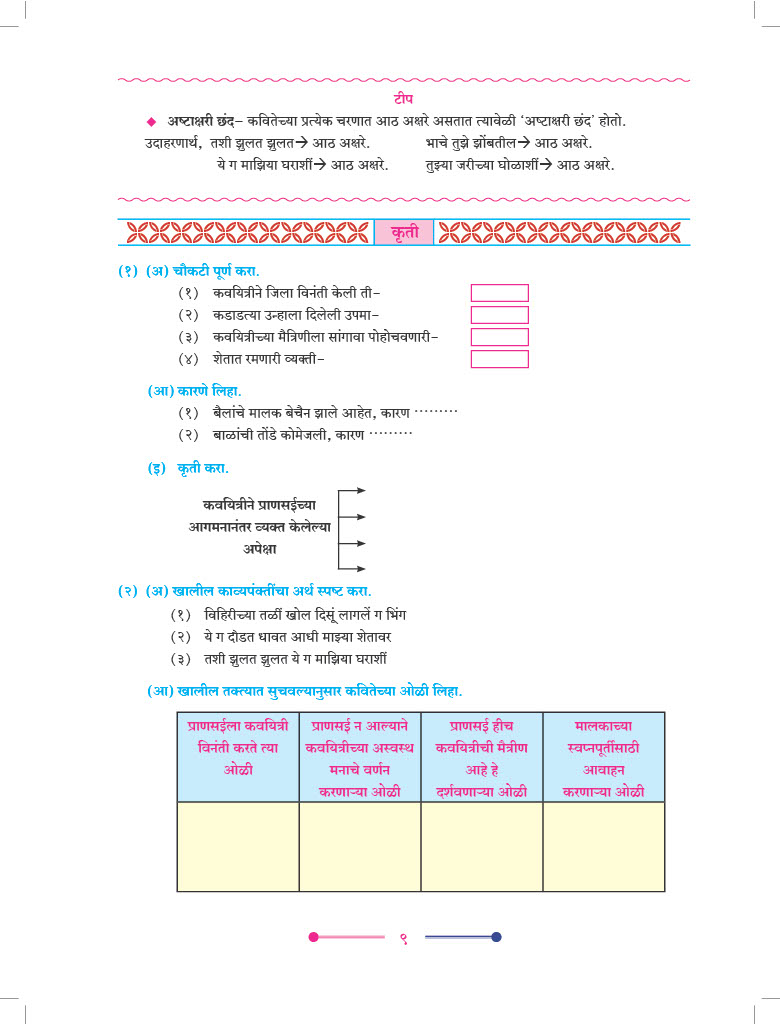 टीप
◆ अष्टाक्षरी छंद– कवितेच्या प्रत्येक चरणात आठ अक्षरे असतात त्यावेळी ‘अष्टाक्षरी छंद’ होतो.
उदाहरणार्थ, तशी झुलत झुलत→ आठ अक्षरे. भाचे तुझे झोंबतील→ आठ अक्षरे.
ये ग माझिया घराशीं→ आठ अक्षरे. तुझ्या जरीच्या घोळाशीं→ आठ अक्षरे.
कृती
(१) (अ) चौकटी पूर्ण करा.
(१) कवयित्रीने जिला विनंती केली ती–
(२) कडाडत्या उन्हाला दिलेली उपमा–
(३) कवयित्रीच्या मैत्रिणीला सांगावा पोहोचवणारी–
(४) शेतात रमणारी व्यक्ती–
(आ) कारणे लिहा.
(१) बैलांचे मालक बेचैन झाले आहेत, कारण ·········
(२) बाळांची तोंडे कोमेजली, कारण ·········
(इ) कृती करा.
कवयित्रीने प्राणसईच्या
आगमनानंतर व्यक्त केलेल्या
अपेक्षा
(२) (अ) खालील काव्यपंक्तींचा अर्थ स्पष्ट करा.
(१) विहिरीच्या तळीं खोल दिसूं लागलें ग भिंग
(२) ये ग दौडत धावत आधी माझ्या शेतावर
(३) तशी झुलत झुलत ये ग माझिया घराशीं
(आ) खालील तक्त्यात सुचवल्यानुसार कवितेच्या ओळी लिहा.
प्राणसईला कवयित्री
विनंती करते त्या
ओळी
प्राणसई न आल्याने
कवयित्रीच्या अस्वस्थ
मनाचे वर्णन
करणाऱ्या ओळी
प्राणसई हीच
कवयित्रीची मैत्रीण
आहे हे
दर्शवणाऱ्या ओळी
मालकाच्या
स्वप्नपूर्तीसाठी
आवाहन
करणाऱ्या ओळी
९